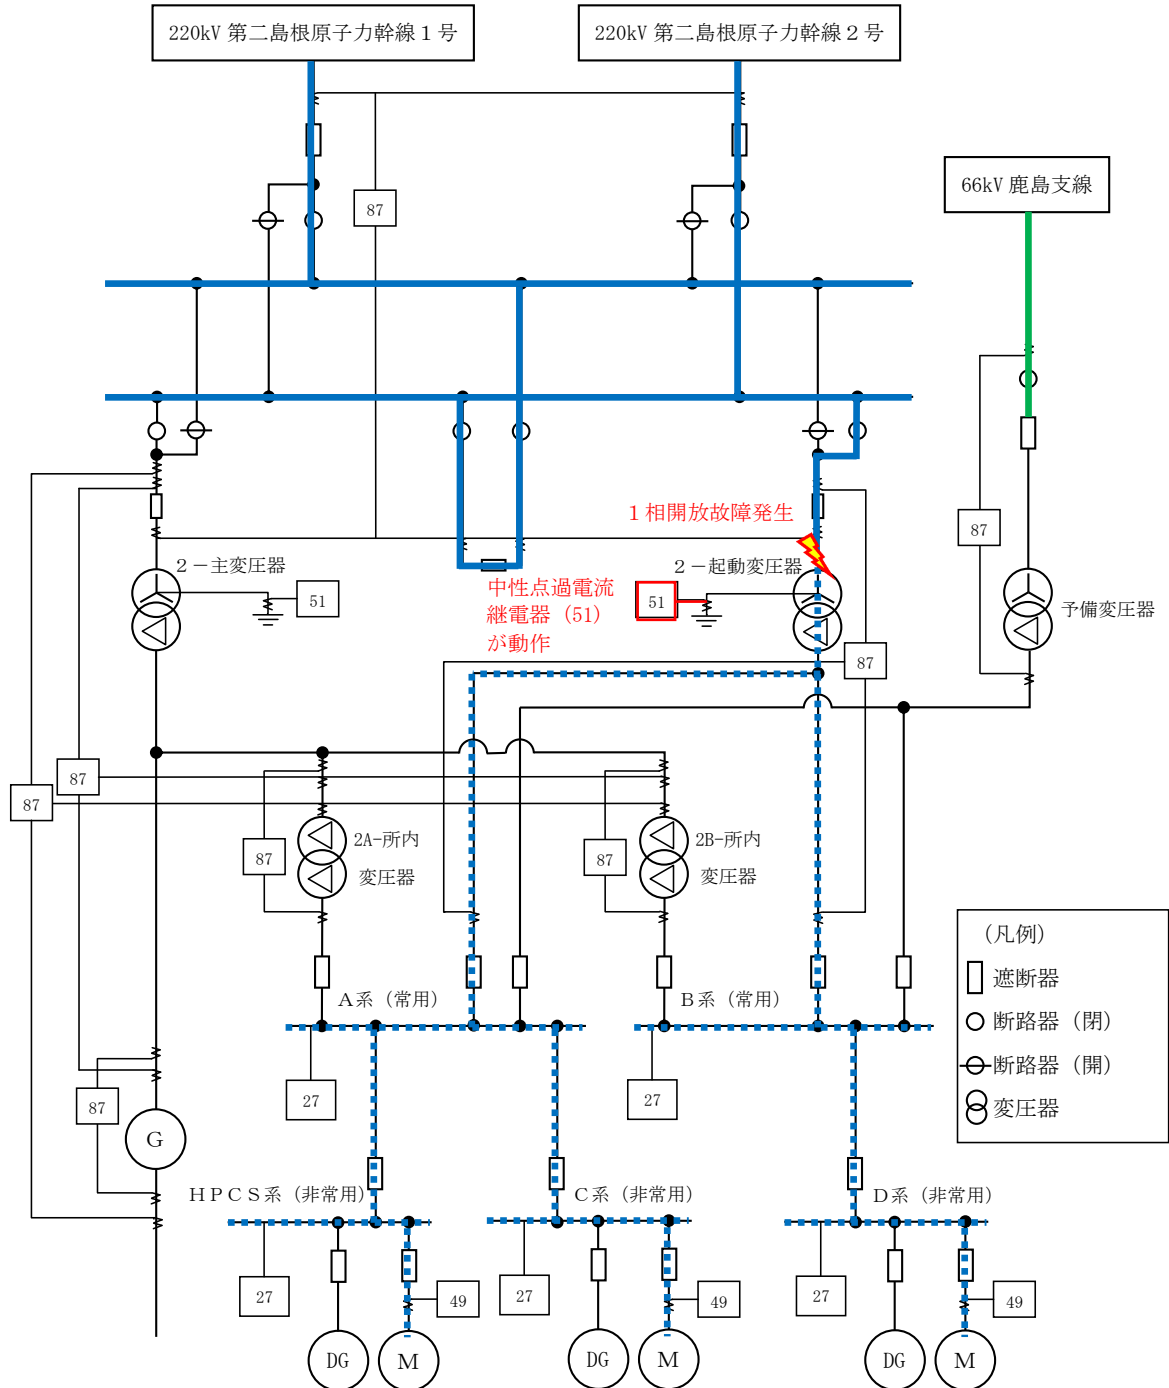 220kV 第二島根原子力幹線１号
220kV 第二島根原子力幹線２号
66kV 鹿島支線
87
87
１相開放故障発生
２－主変圧器
51
中性点過電流
継電器（51）
が動作
51
２－起動変圧器
予備変圧器
87
87
87
87
2A-所内
変圧器
87
2B-所内
変圧器
（凡例）
遮断器
断路器（閉）
断路器（開）
変圧器
Ａ系（常用）
Ｂ系（常用）
27
27
87
G
ＨＰＣＳ系（非常用）
Ｃ系（非常用）
Ｄ系（非常用）
27
49
27
49
27
49
DG
M
DG
M
DG
M